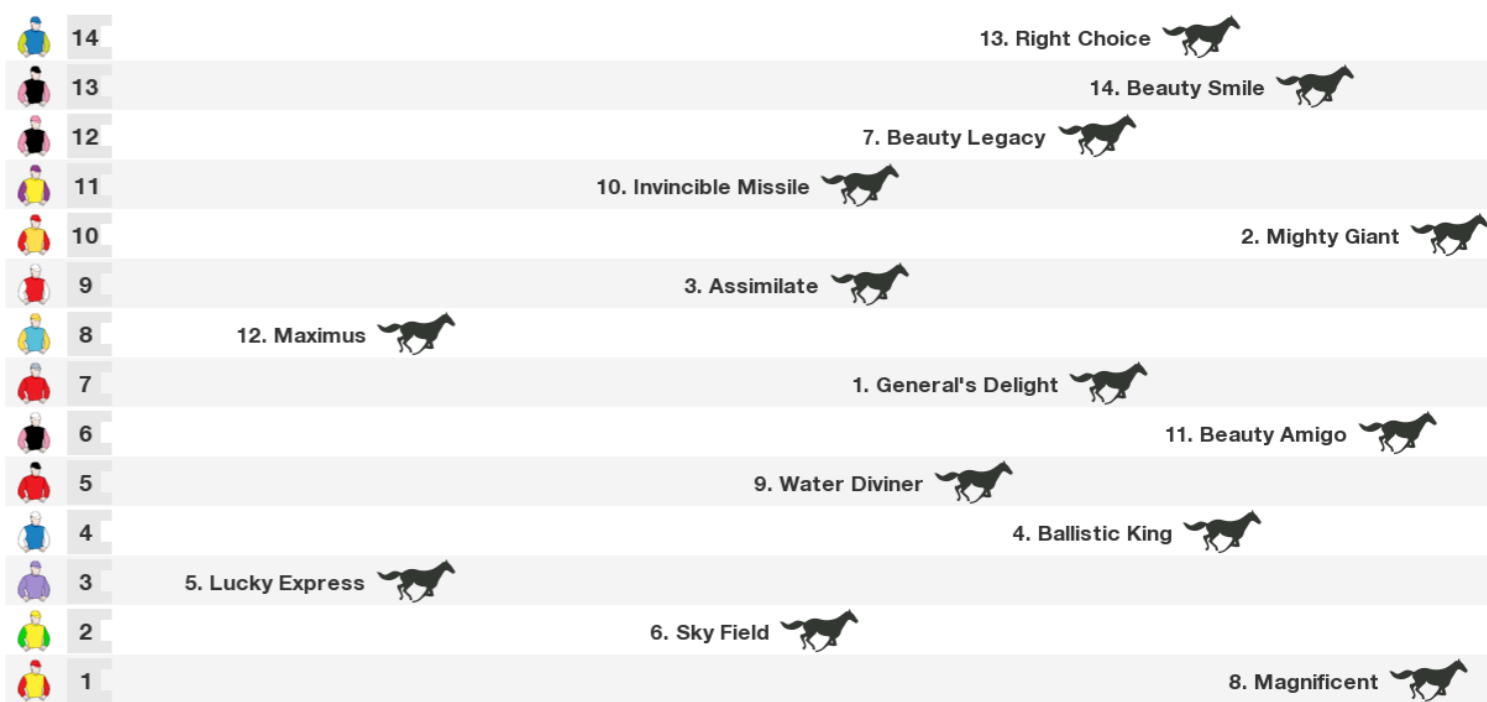 14 13. Right Choice
13 14. Beauty Smile
12 7. Beauty Legacy
11 10. Invincible Missile
10 2. Mighty Giant
9 3. Assimilate
8 12. Maximus
7 1. General's Delight
6 11. Beauty Amigo
5 9. Water Diviner
4 4. Ballistic King
3 5. Lucky Express
2 6. Sky Field
1 8. Magnificent